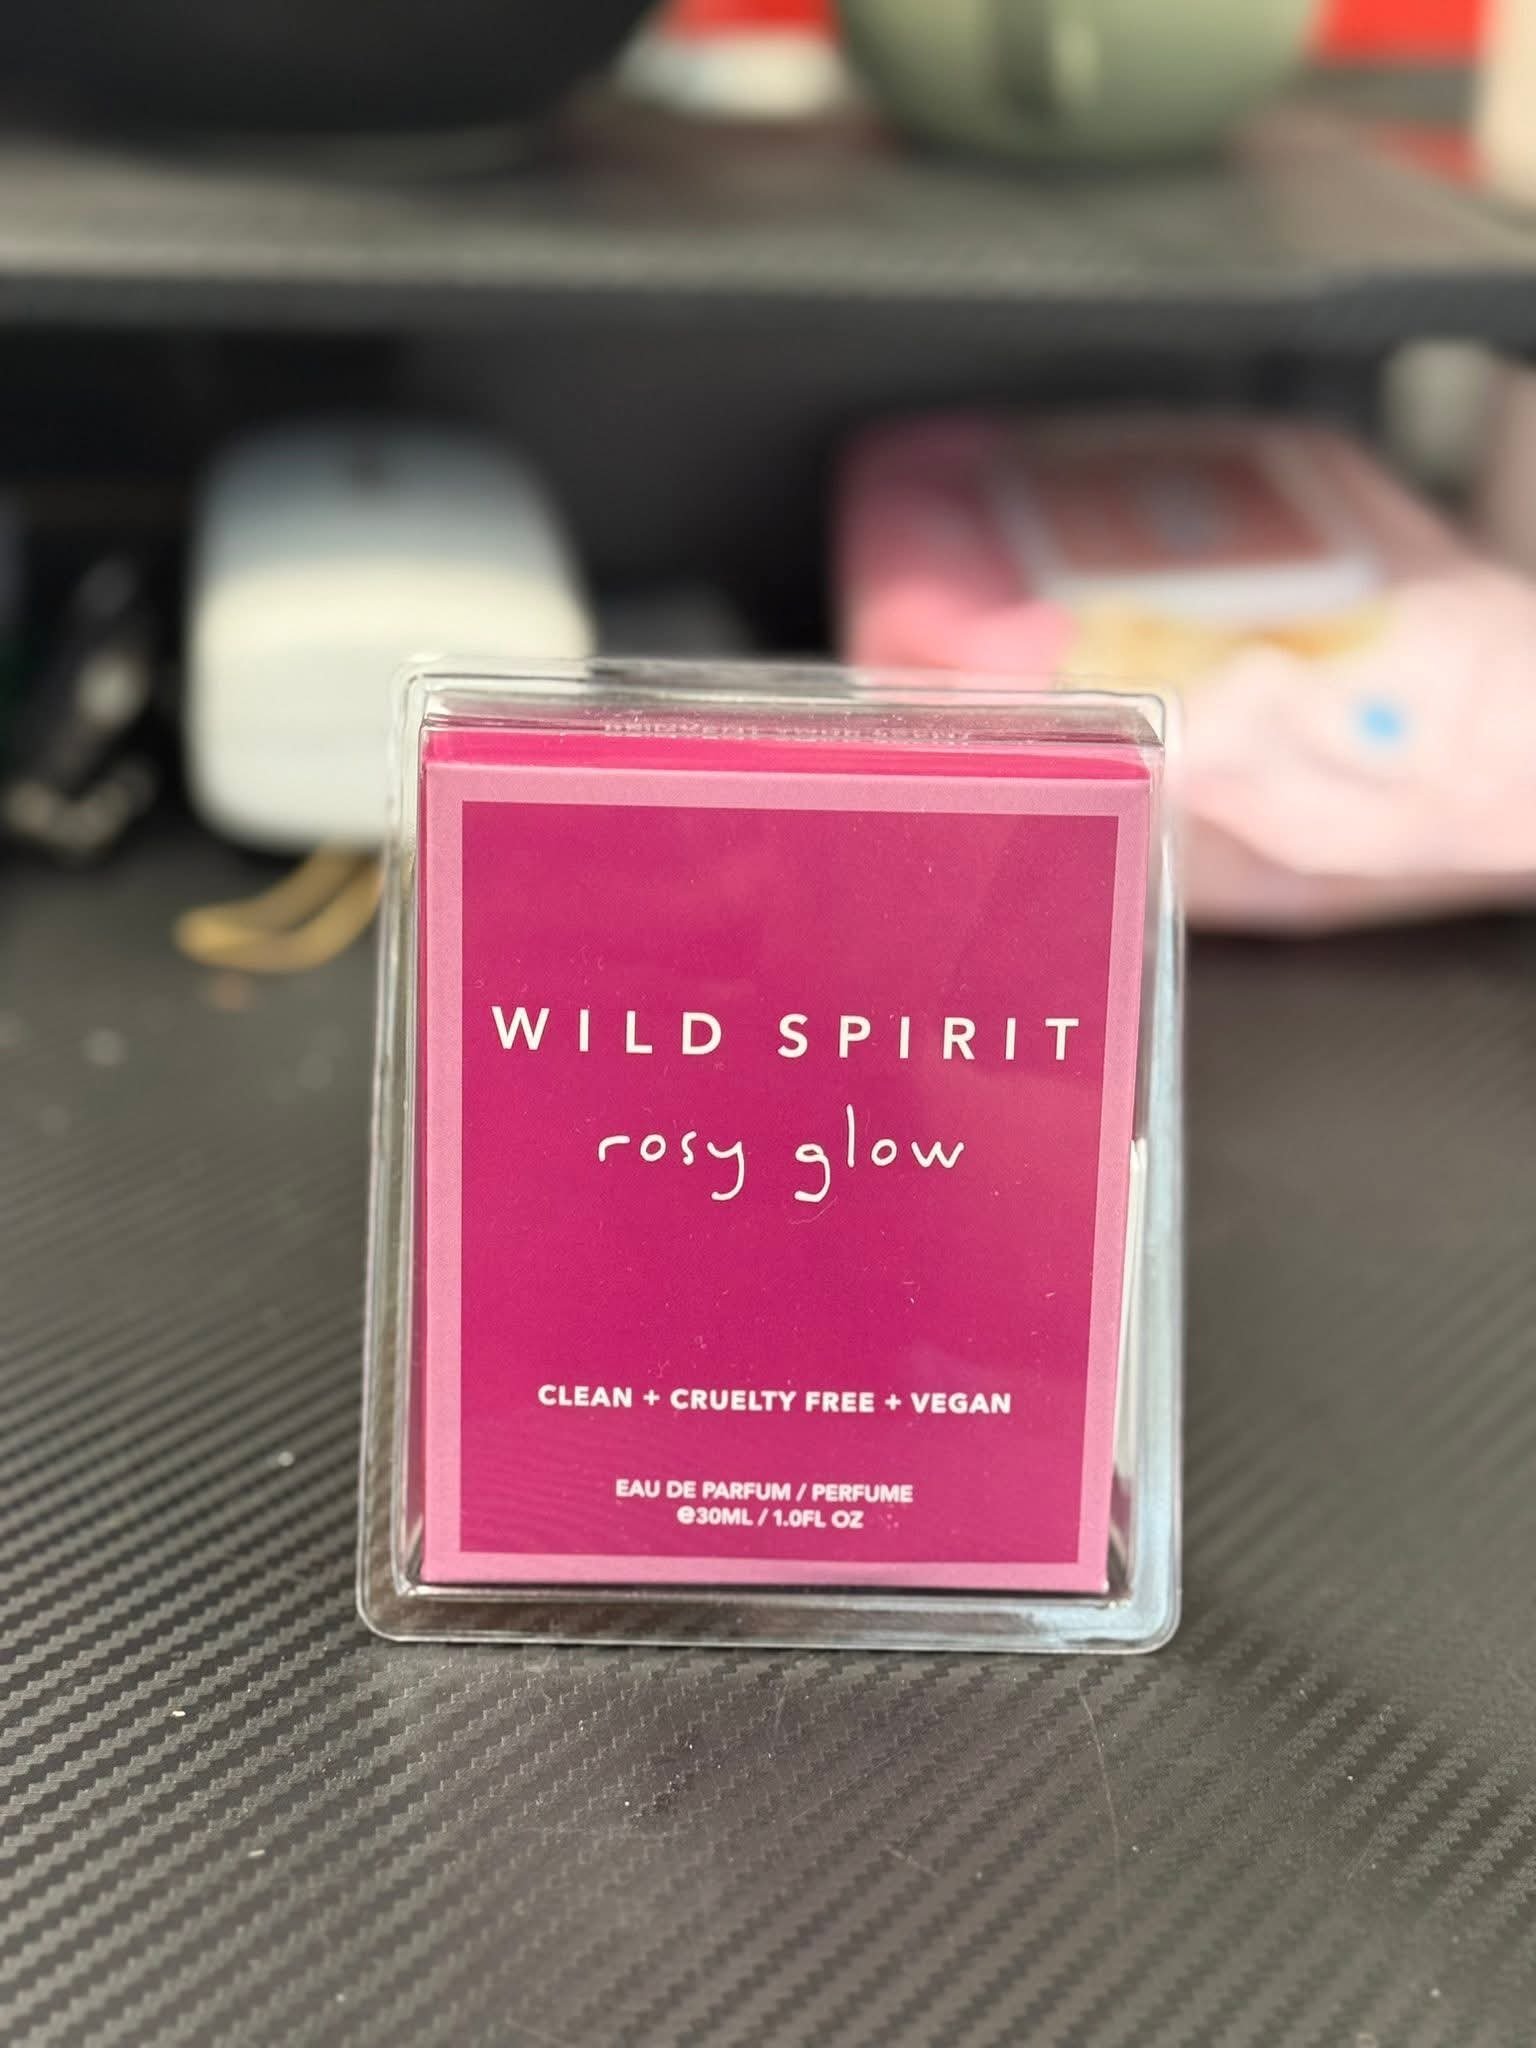 WILD SPIRIT
rosy glow
CLEAN + CRUELTY FREE + VEGAN
EAU DE PARFUM / PERFUME
℮30ML / 1.0FL OZ